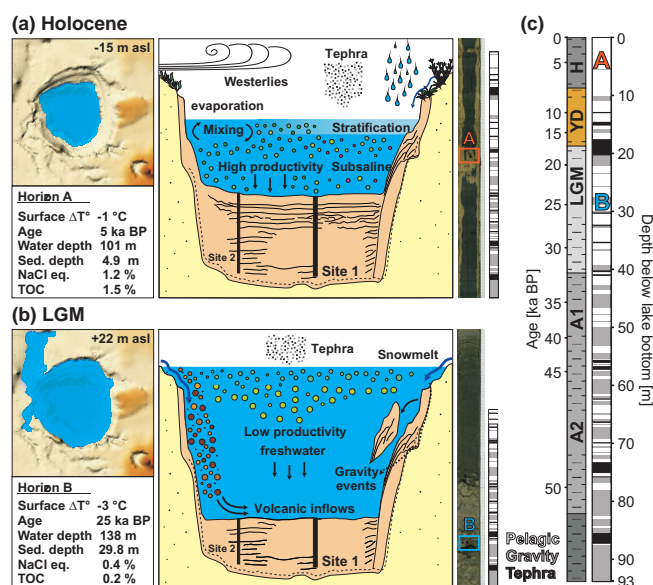 (a) Holocene
-15 m asl
Tephra
Westerlies
evaporation
Mixing
Stratification
High productivity
Subsaline
Site 2
Site 1
A
Horizon A
Surface ΔT° -1 °C
Age 5 ka BP
Water depth 101 m
Sed. depth 4.9 m
NaCl eq. 1.2 %
TOC 1.5 %
(b) LGM
+22 m asl
Tephra
Snowmelt
Low productivity
freshwater
Gravity
events
Volcanic inflows
Site 2
Site 1
B
Horizon B
Surface ΔT° -3 °C
Age 25 ka BP
Water depth 138 m
Sed. depth 29.8 m
NaCl eq. 0.4 %
TOC 0.2 %
(c)
Age [ka BP]
0
5
10
15
20
25
30
35
40
45
50
H
YD
LGM
A1
A2
A
B
0
10
20
30
40
50
60
70
80
90
93
Depth below lake bottom [m]
Pelagic
Gravity
Tephra